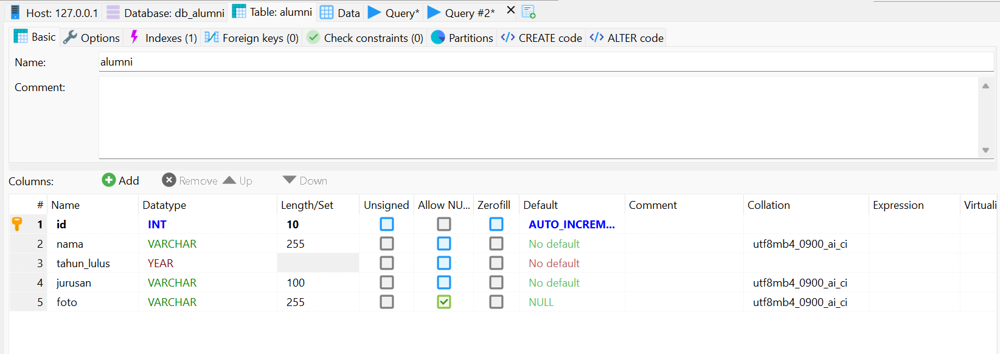 Host: 127.0.0.1 Database: db_alumni Table: alumni Data Query* Query #2*
Basic Options Indexes (1) Foreign keys (0) Check constraints (0) Partitions CREATE code ALTER code
Name: alumni
Comment:
Columns: Add Remove Up Down
# Name Datatype Length/Set Unsigned Allow NU... Zerofill Default Comment Collation Expression Virtuali
1 id INT 10 AUTO_INCREM...
2 nama VARCHAR 255 No default utf8mb4_0900_ai_ci
3 tahun_lulus YEAR No default
4 jurusan VARCHAR 100 No default utf8mb4_0900_ai_ci
5 foto VARCHAR 255 NULL utf8mb4_0900_ai_ci